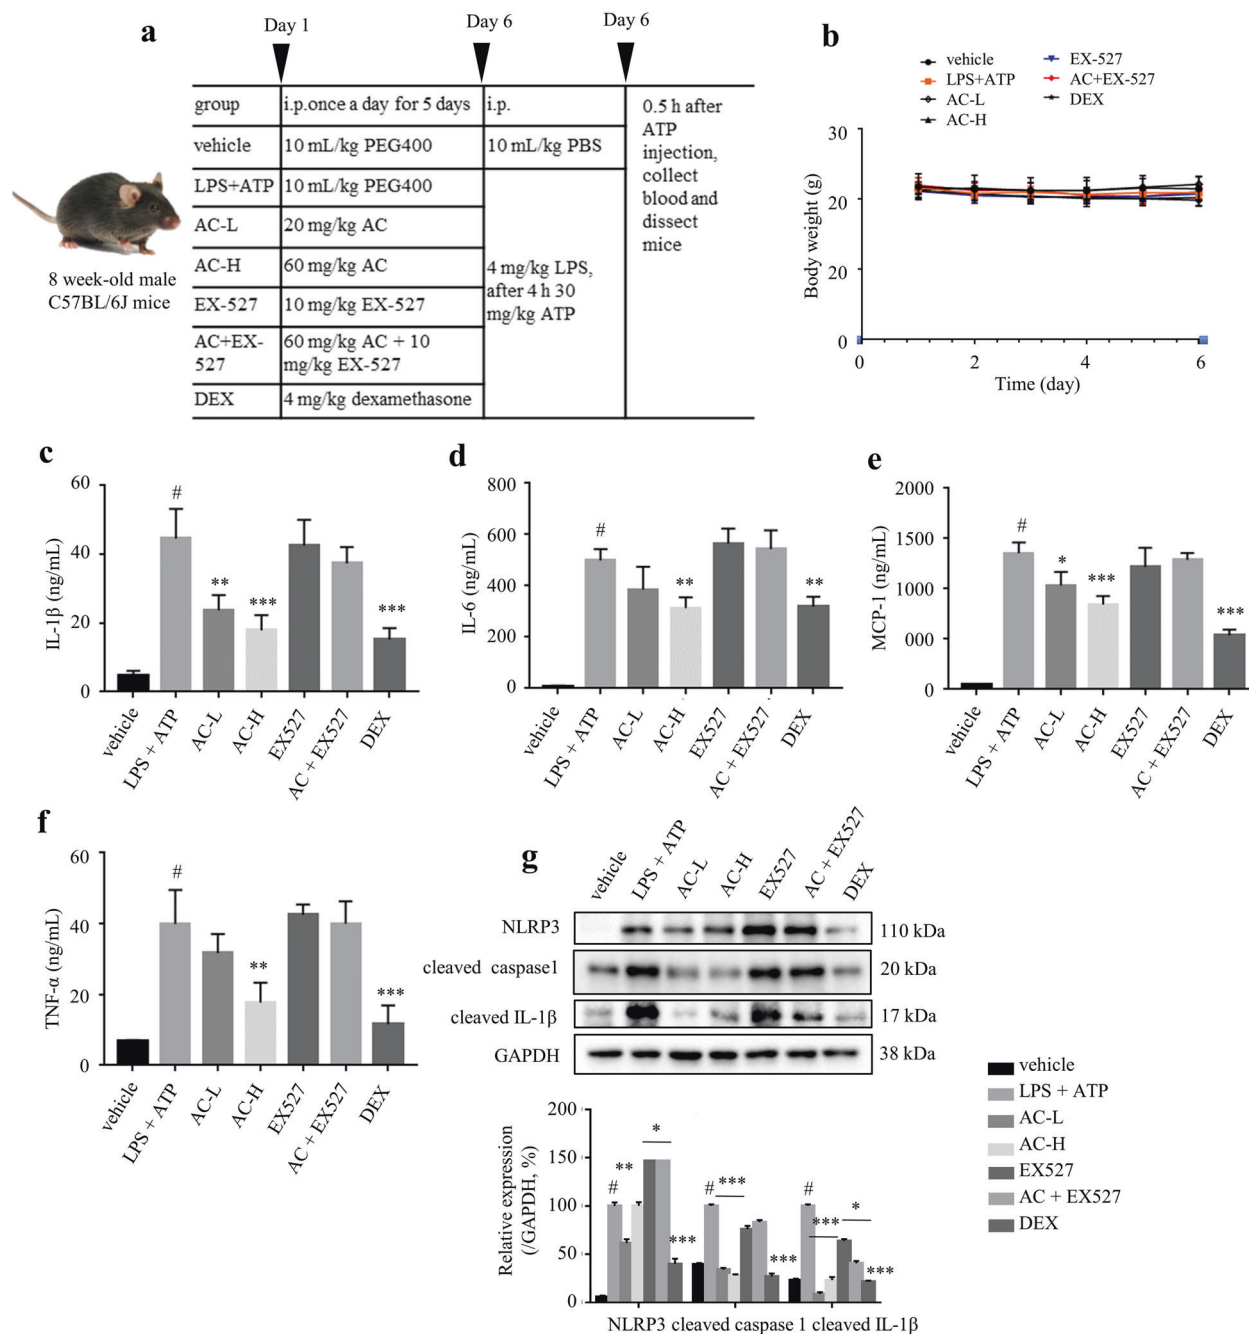 a
Day 1
Day 6
Day 6
group
i.p.once a day for 5 days
i.p.
0.5 h after
ATP
injection,
collect
blood and
dissect
mice
vehicle
10 mL/kg PEG400
10 mL/kg PBS
LPS+ATP
10 mL/kg PEG400
AC-L
20 mg/kg AC
AC-H
60 mg/kg AC
4 mg/kg LPS,
after 4 h 30
mg/kg ATP
EX-527
10 mg/kg EX-527
AC+EX-
527
60 mg/kg AC + 10
mg/kg EX-527
DEX
4 mg/kg dexamethasone
8 week-old male
C57BL/6J mice
b
vehicle
LPS+ATP
AC-L
AC-H
EX-527
AC+EX-527
DEX
Body weight (g)
30
20
20
0
0
2
4
6
Time (day)
c
IL-1β (ng/mL)
60
40
20
0
#
**
***
***
vehicle
LPS + ATP
AC-L
AC-H
EX527
AC + EX527
DEX
d
IL-6 (ng/mL)
800
600
400
200
0
#
**
**
vehicle
LPS + ATP
AC-L
AC-H
EX527
AC + EX527
DEX
e
MCP-1 (ng/mL)
2000
1500
1000
000
0
#
*
***
***
vehicle
LPS + ATP
AC-L
AC-H
EX527
AC + EX527
DEX
f
TNF-α (ng/mL)
60
40
20
0
#
**
***
vehicle
LPS + ATP
AC-L
AC-H
EX527
AC + EX527
DEX
g
vehicle
LPS + ATP
AC-L
AC-H
EX527
AC + EX527
DEX
NLRP3
110 kDa
cleaved caspase1
20 kDa
cleaved IL-1β
17 kDa
GAPDH
38 kDa
Relative expression
(/GAPDH, %)
200
150
100
50
0
#
**
*
***
#
***
***
#
***
*
***
NLRP3 cleaved caspase 1 cleaved IL-1β
vehicle
LPS + ATP
AC-L
AC-H
EX527
AC + EX527
DEX